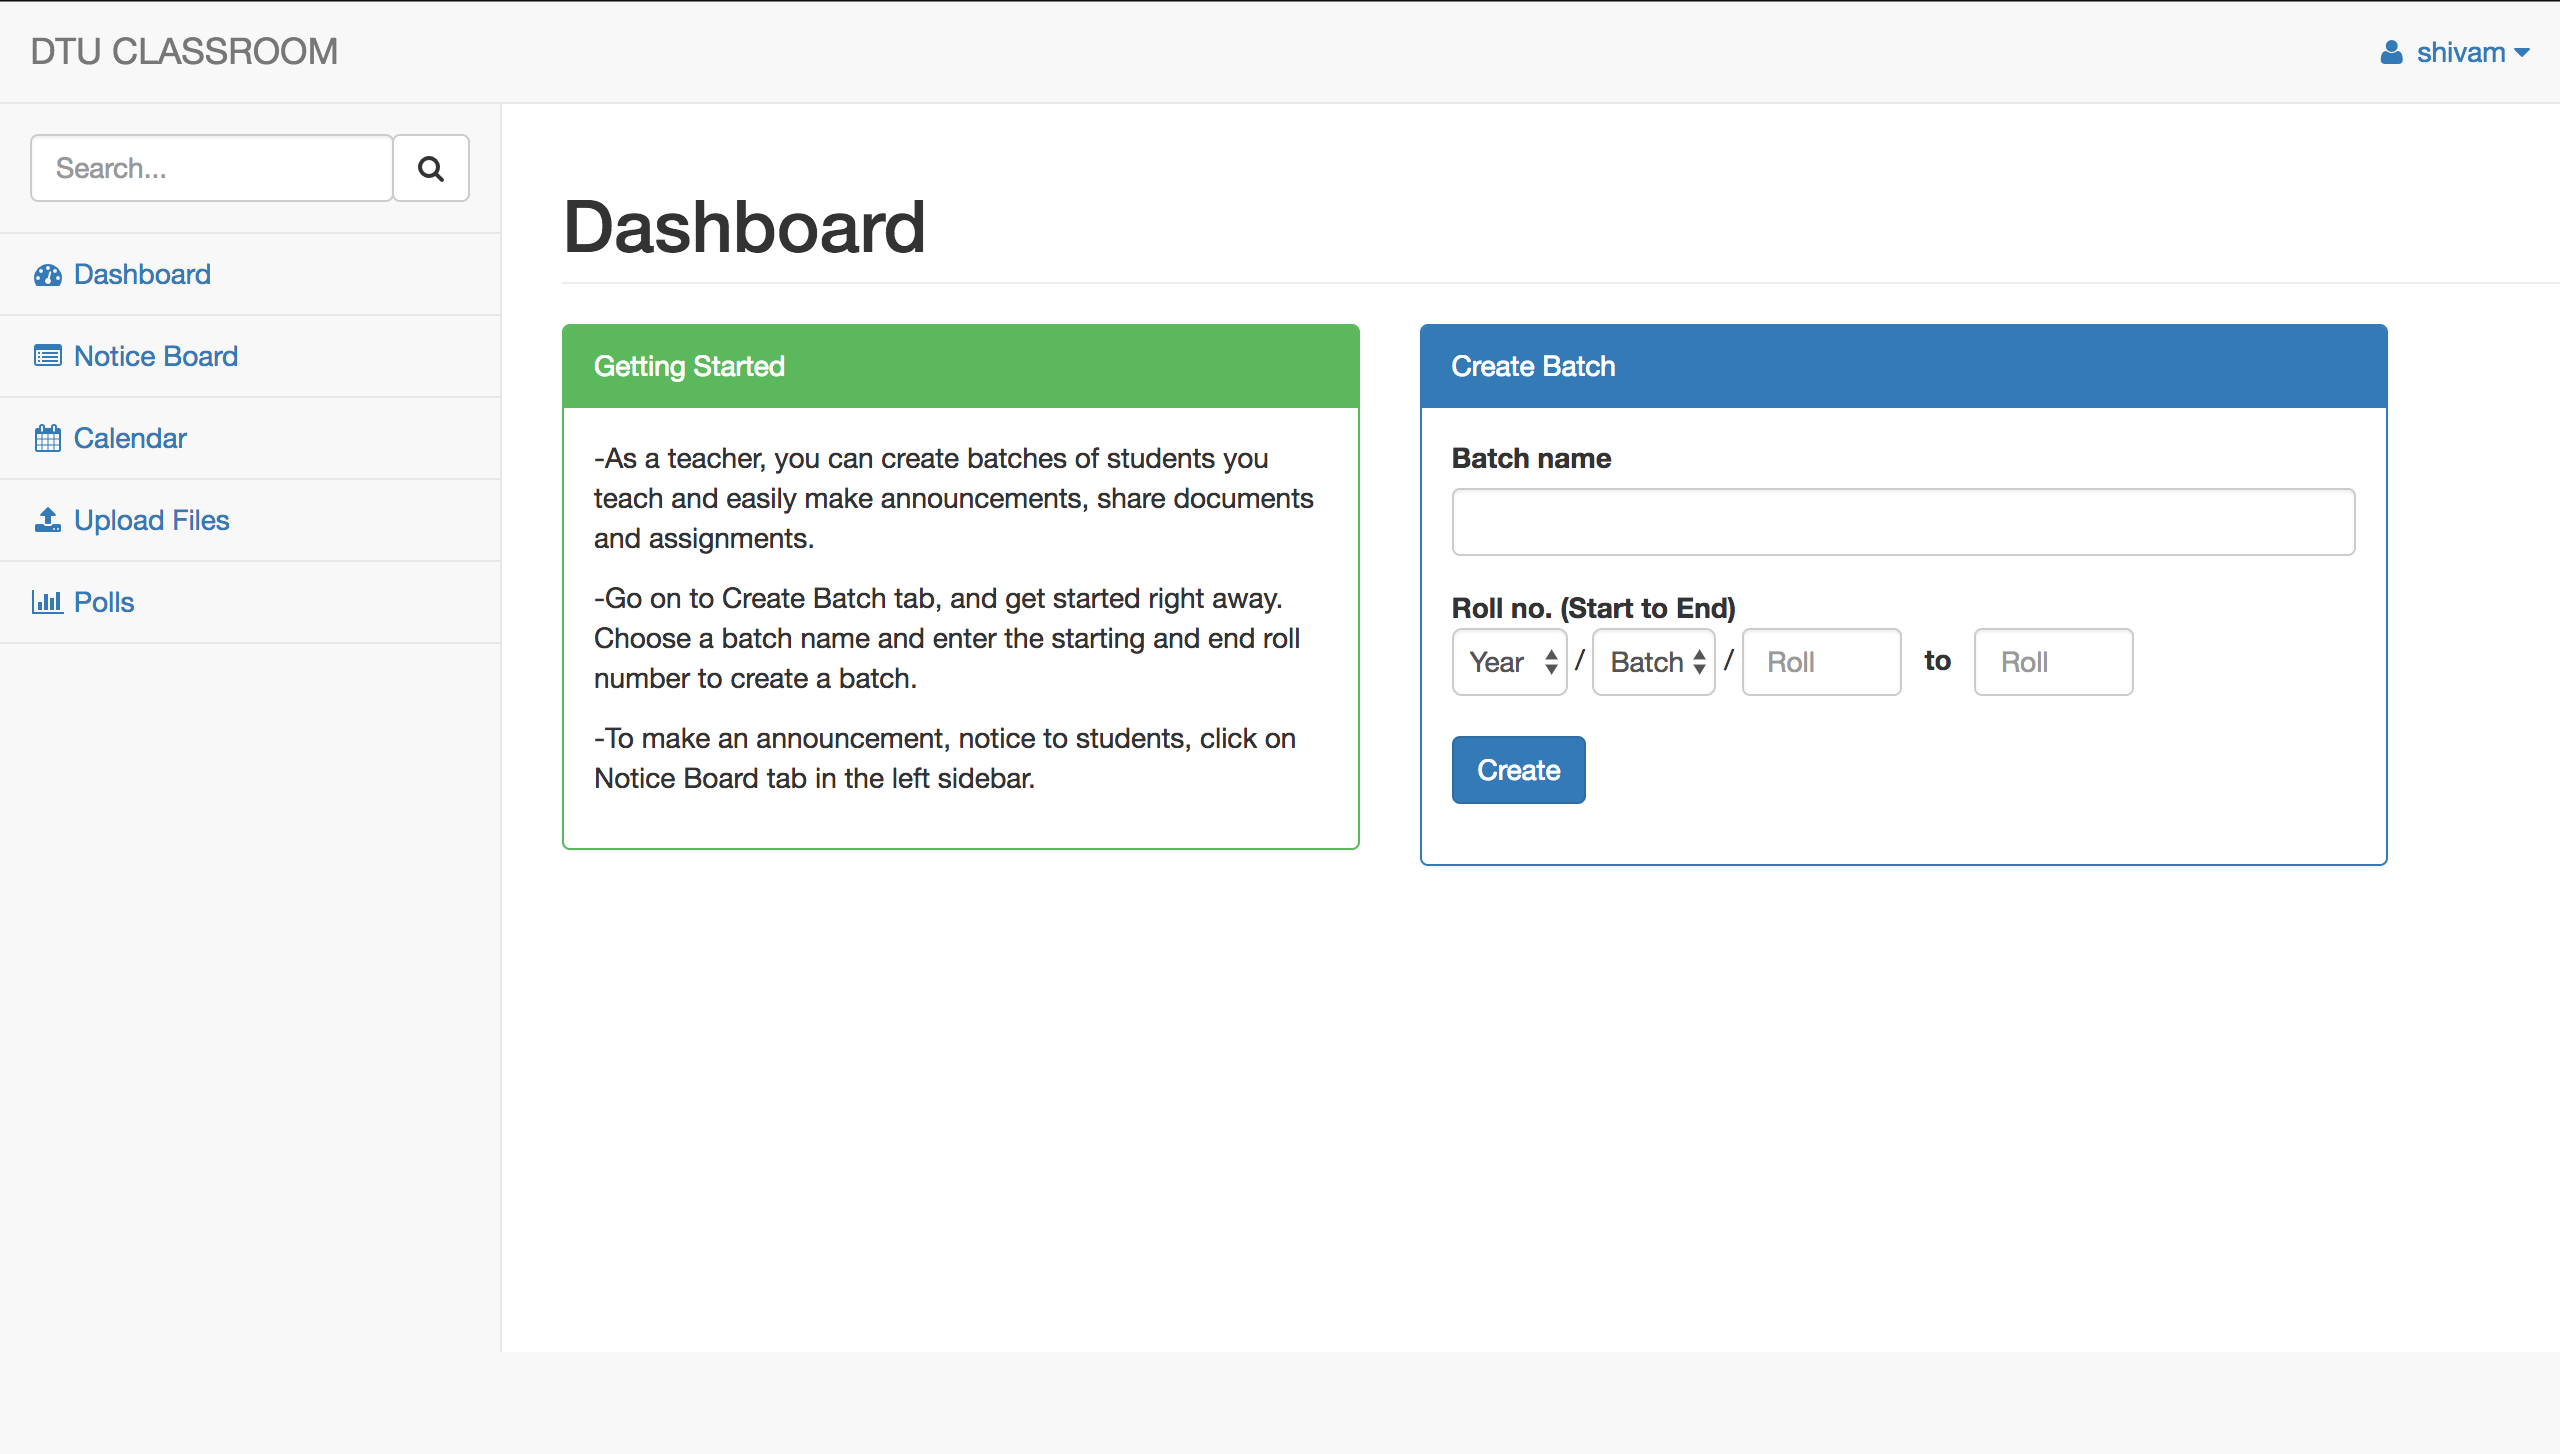 DTU CLASSROOM
shivam
Search...
Dashboard
Notice Board
Calendar
Upload Files
Polls
Dashboard
Getting Started
-As a teacher, you can create batches of students you
teach and easily make announcements, share documents
and assignments.
-Go on to Create Batch tab, and get started right away.
Choose a batch name and enter the starting and end roll
number to create a batch.
-To make an announcement, notice to students, click on
Notice Board tab in the left sidebar.
Create Batch
Batch name
Roll no. (Start to End)
Year / Batch / Roll to Roll
Create